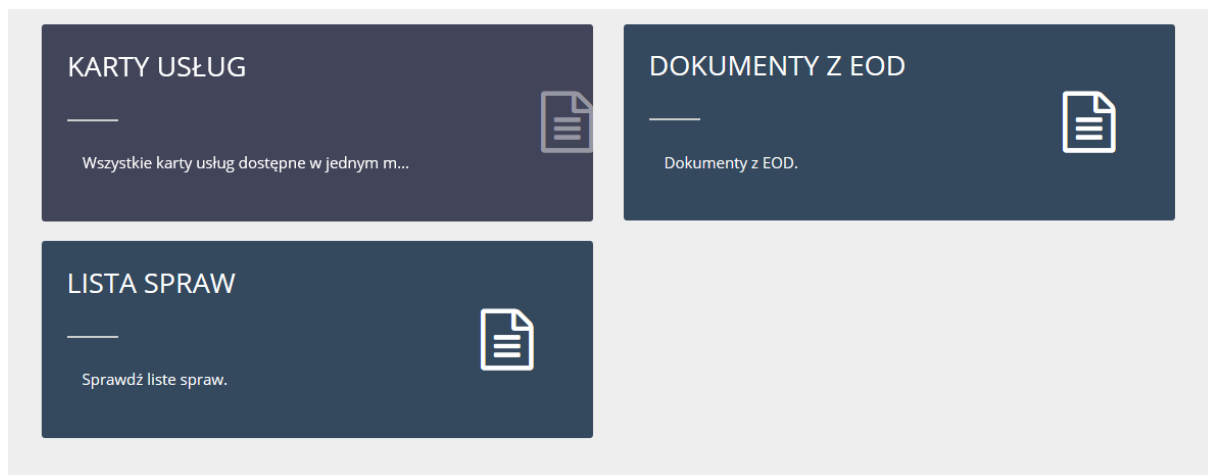 KARTY USŁUG
Wszystkie karty usług dostępne w jednym m...
DOKUMENTY Z EOD
Dokumenty z EOD.
LISTA SPRAW
Sprawdź liste spraw.